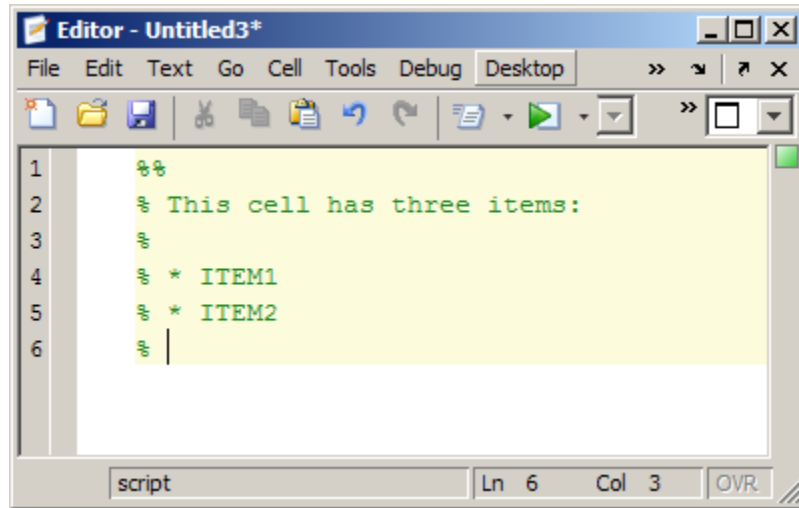 Editor - Untitled3*
File Edit Text Go Cell Tools Debug Desktop
1 %%
2 % This cell has three items:
3 %
4 % * ITEM1
5 % * ITEM2
6 %
script Ln 6 Col 3 OVR